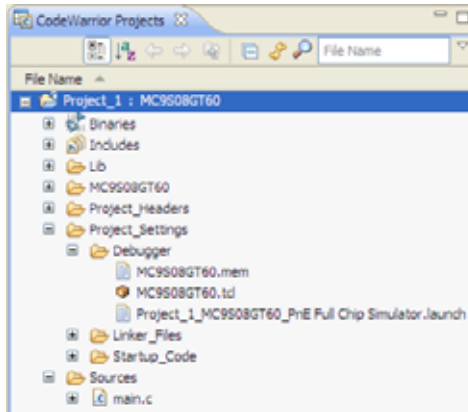 CodeWarrior Projects
File Name
File Name
Project_1 : MC9S08GT60
Binaries
Includes
Lib
MC9S08GT60
Project_Headers
Project_Settings
Debugger
MC9S08GT60.mem
MC9S08GT60.tcl
Project_1_MC9S08GT60_PnE Full Chip Simulator.launch
Linker_Files
Startup_Code
Sources
main.c